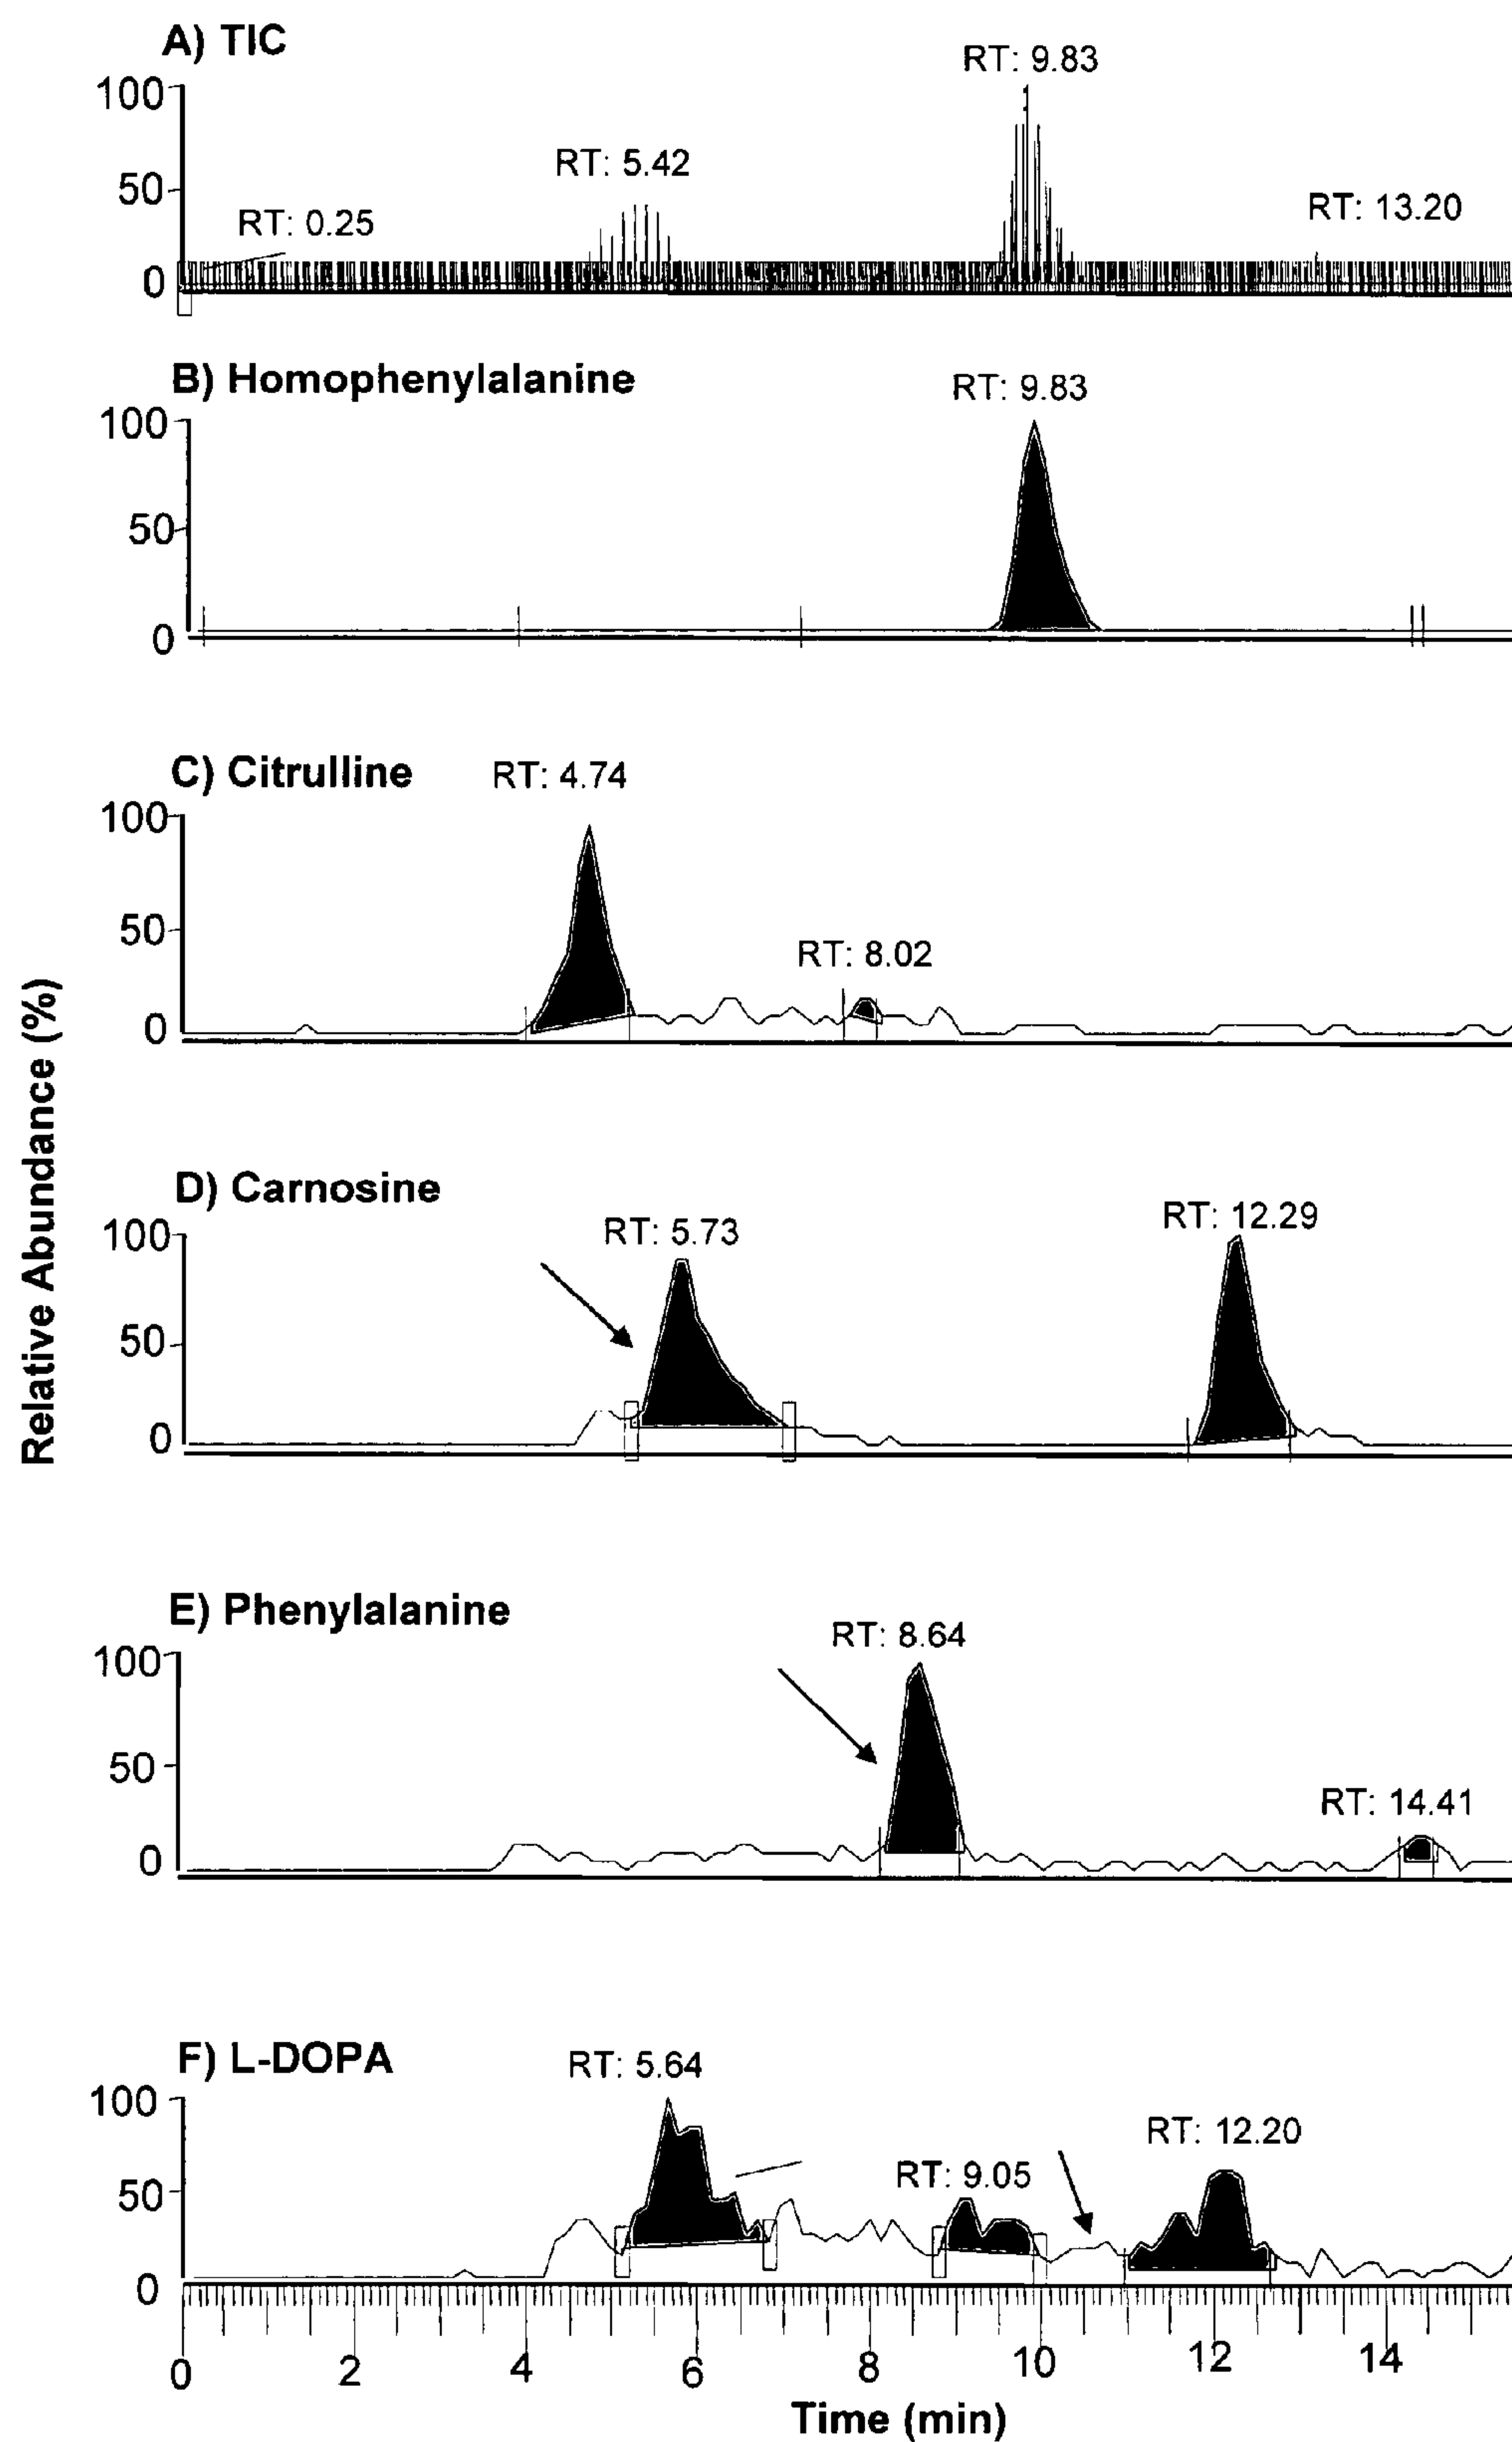 A) TIC
RT: 9.83
100
RT: 5.42
50
RT: 0.25
RT: 13.20
0
B) Homophenylalanine
RT: 9.83
100
50
0
C) Citrulline
RT: 4.74
100
50
RT: 8.02
0
Relative Abundance (%)
D) Carnosine
RT: 5.73
RT: 12.29
100
50
0
E) Phenylalanine
RT: 8.64
100
50
RT: 14.41
0
F) L-DOPA
RT: 5.64
100
RT: 12.20
RT: 9.05
50
0
0 2 4 6 8 10 12 14
Time (min)